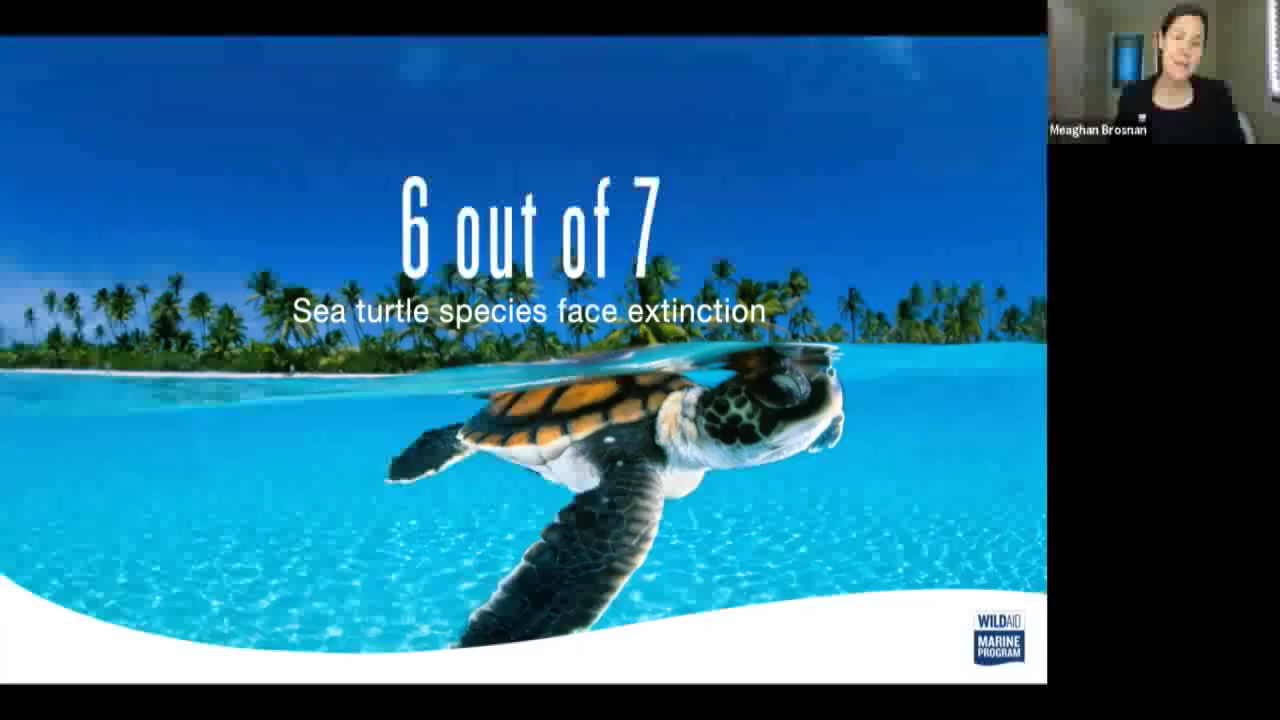 6 out of 7
Sea turtle species face extinction
WILDAID
MARINE
PROGRAM
Meaghan Brosnan